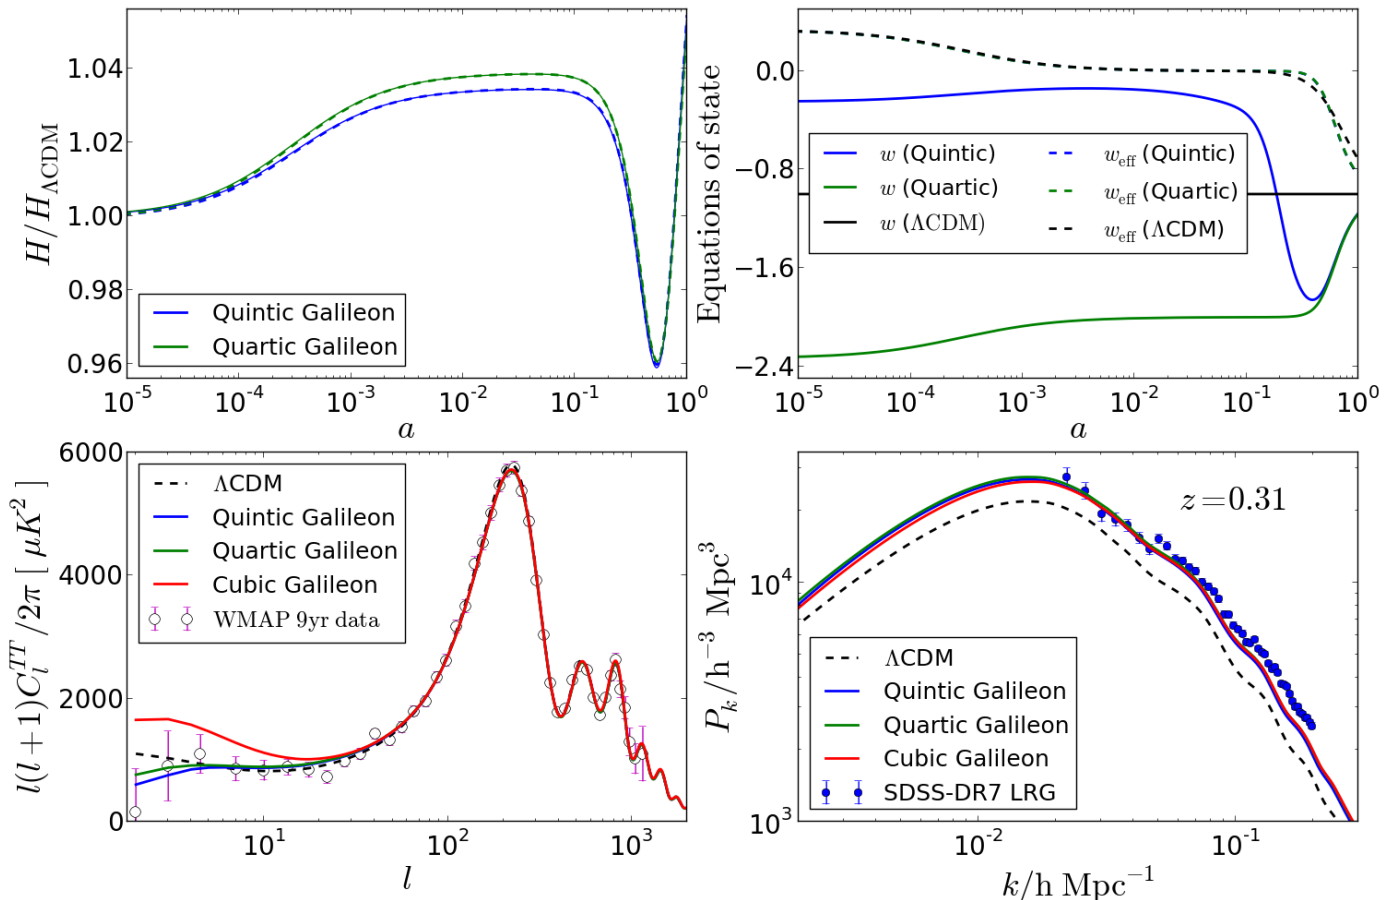 1.04
1.02
1.00
0.98
0.96
H/H_ΛCDM
Quintic Galileon
Quartic Galileon
10^-5 10^-4 10^-3 10^-2 10^-1 10^0
a
0.0
−0.8
−1.6
−2.4
Equations of state
w (Quintic) w_eff (Quintic)
w (Quartic) w_eff (Quartic)
w (ΛCDM) w_eff (ΛCDM)
10^-5 10^-4 10^-3 10^-2 10^-1 10^0
a
6000
4000
2000
0
l(l+1)C_l^TT/2π [ μK^2 ]
ΛCDM
Quintic Galileon
Quartic Galileon
Cubic Galileon
WMAP 9yr data
10^1 10^2 10^3
l
10^4
10^3
P_k/h^-3 Mpc^3
z=0.31
ΛCDM
Quintic Galileon
Quartic Galileon
Cubic Galileon
SDSS-DR7 LRG
10^-2 10^-1
k/h Mpc^-1